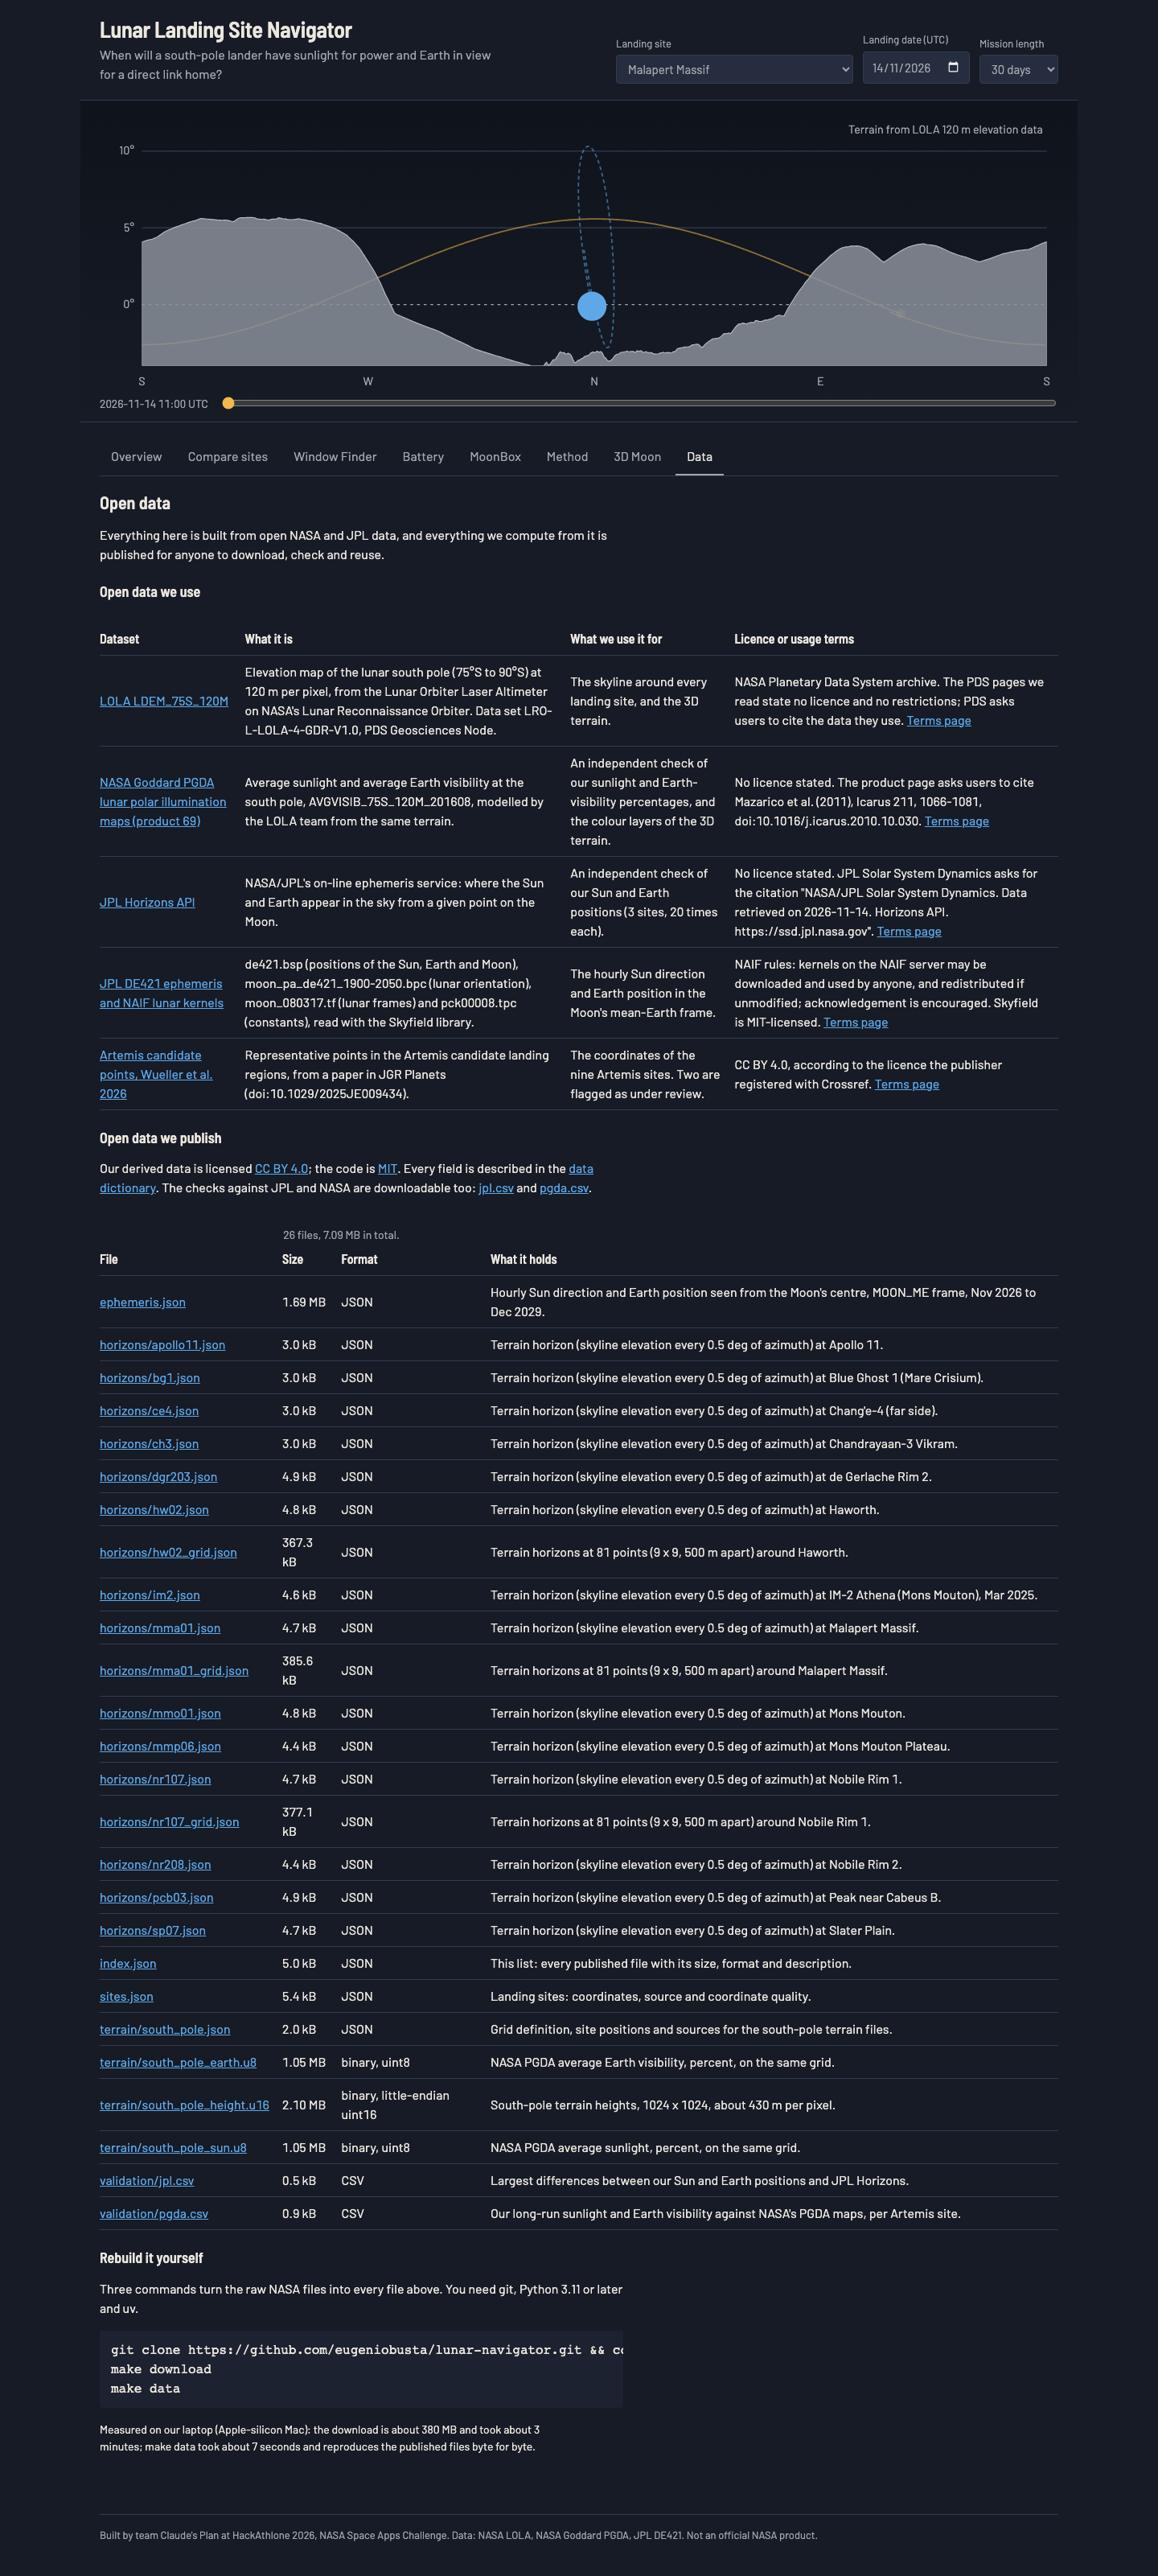 Lunar Landing Site Navigator
When will a south-pole lander have sunlight for power and Earth in view
for a direct link home?
Landing site
Malapert Massif
Landing date (UTC)
14/11/2026
Mission length
30 days
Terrain from LOLA 120 m elevation data
10°
5°
0°
S
W
N
E
S
2026-11-14 11:00 UTC
Overview
Compare sites
Window Finder
Battery
MoonBox
Method
3D Moon
Data
Open data
Everything here is built from open NASA and JPL data, and everything we compute from it is
published for anyone to download, check and reuse.
Open data we use
Dataset
What it is
What we use it for
Licence or usage terms
LOLA LDEM_75S_120M
Elevation map of the lunar south pole (75°S to 90°S) at
120 m per pixel, from the Lunar Orbiter Laser Altimeter
on NASA's Lunar Reconnaissance Orbiter. Data set LRO-
L-LOLA-4-GDR-V1.0, PDS Geosciences Node.
The skyline around every
landing site, and the 3D
terrain.
NASA Planetary Data System archive. The PDS pages we
read state no licence and no restrictions; PDS asks
users to cite the data they use. Terms page
NASA Goddard PGDA
lunar polar illumination
maps (product 69)
Average sunlight and average Earth visibility at the
south pole, AVGVISIB_75S_120M_201608, modelled by
the LOLA team from the same terrain.
An independent check of
our sunlight and Earth-
visibility percentages, and
the colour layers of the 3D
terrain.
No licence stated. The product page asks users to cite
Mazarico et al. (2011), Icarus 211, 1066-1081,
doi:10.1016/j.icarus.2010.10.030. Terms page
JPL Horizons API
NASA/JPL's on-line ephemeris service: where the Sun
and Earth appear in the sky from a given point on the
Moon.
An independent check of
our Sun and Earth
positions (3 sites, 20 times
each).
No licence stated. JPL Solar System Dynamics asks for
the citation "NASA/JPL Solar System Dynamics. Data
retrieved on 2026-11-14. Horizons API.
https://ssd.jpl.nasa.gov". Terms page
JPL DE421 ephemeris
and NAIF lunar kernels
de421.bsp (positions of the Sun, Earth and Moon),
moon_pa_de421_1900-2050.bpc (lunar orientation),
moon_080317.tf (lunar frames) and pck00008.tpc
(constants), read with the Skyfield library.
The hourly Sun direction
and Earth position in the
Moon's mean-Earth frame.
NAIF rules: kernels on the NAIF server may be
downloaded and used by anyone, and redistributed if
unmodified; acknowledgement is encouraged. Skyfield
is MIT-licensed. Terms page
Artemis candidate
points, Wueller et al.
2026
Representative points in the Artemis candidate landing
regions, from a paper in JGR Planets
(doi:10.1029/2025JE009434).
The coordinates of the
nine Artemis sites. Two are
flagged as under review.
CC BY 4.0, according to the licence the publisher
registered with Crossref. Terms page
Open data we publish
Our derived data is licensed CC BY 4.0; the code is MIT. Every field is described in the data
dictionary. The checks against JPL and NASA are downloadable too: jpl.csv and pgda.csv.
26 files, 7.09 MB in total.
File Size Format What it holds
ephemeris.json 1.69 MB JSON Hourly Sun direction and Earth position seen from the Moon's centre, MOON_ME frame, Nov 2026 to
Dec 2029.
horizons/apollo11.json 3.0 kB JSON Terrain horizon (skyline elevation every 0.5 deg of azimuth) at Apollo 11.
horizons/bg1.json 3.0 kB JSON Terrain horizon (skyline elevation every 0.5 deg of azimuth) at Blue Ghost 1 (Mare Crisium).
horizons/ce4.json 3.0 kB JSON Terrain horizon (skyline elevation every 0.5 deg of azimuth) at Chang'e-4 (far side).
horizons/ch3.json 3.0 kB JSON Terrain horizon (skyline elevation every 0.5 deg of azimuth) at Chandrayaan-3 Vikram.
horizons/dgr203.json 4.9 kB JSON Terrain horizon (skyline elevation every 0.5 deg of azimuth) at de Gerlache Rim 2.
horizons/hw02.json 4.8 kB JSON Terrain horizon (skyline elevation every 0.5 deg of azimuth) at Haworth.
horizons/hw02_grid.json 367.3 kB JSON Terrain horizons at 81 points (9 x 9, 500 m apart) around Haworth.
horizons/im2.json 4.6 kB JSON Terrain horizon (skyline elevation every 0.5 deg of azimuth) at IM-2 Athena (Mons Mouton), Mar 2025.
horizons/mma01.json 4.7 kB JSON Terrain horizon (skyline elevation every 0.5 deg of azimuth) at Malapert Massif.
horizons/mma01_grid.json 385.6 kB JSON Terrain horizons at 81 points (9 x 9, 500 m apart) around Malapert Massif.
horizons/mmo01.json 4.8 kB JSON Terrain horizon (skyline elevation every 0.5 deg of azimuth) at Mons Mouton.
horizons/mmp06.json 4.4 kB JSON Terrain horizon (skyline elevation every 0.5 deg of azimuth) at Mons Mouton Plateau.
horizons/nr107.json 4.7 kB JSON Terrain horizon (skyline elevation every 0.5 deg of azimuth) at Nobile Rim 1.
horizons/nr107_grid.json 377.1 kB JSON Terrain horizons at 81 points (9 x 9, 500 m apart) around Nobile Rim 1.
horizons/nr208.json 4.4 kB JSON Terrain horizon (skyline elevation every 0.5 deg of azimuth) at Nobile Rim 2.
horizons/pcb03.json 4.9 kB JSON Terrain horizon (skyline elevation every 0.5 deg of azimuth) at Peak near Cabeus B.
horizons/sp07.json 4.7 kB JSON Terrain horizon (skyline elevation every 0.5 deg of azimuth) at Slater Plain.
index.json 5.0 kB JSON This list: every published file with its size, format and description.
sites.json 5.4 kB JSON Landing sites: coordinates, source and coordinate quality.
terrain/south_pole.json 2.0 kB JSON Grid definition, site positions and sources for the south-pole terrain files.
terrain/south_pole_earth.u8 1.05 MB binary, uint8 NASA PGDA average Earth visibility, percent, on the same grid.
terrain/south_pole_height.u16 2.10 MB binary, little-endian uint16 South-pole terrain heights, 1024 x 1024, about 430 m per pixel.
terrain/south_pole_sun.u8 1.05 MB binary, uint8 NASA PGDA average sunlight, percent, on the same grid.
validation/jpl.csv 0.5 kB CSV Largest differences between our Sun and Earth positions and JPL Horizons.
validation/pgda.csv 0.9 kB CSV Our long-run sunlight and Earth visibility against NASA's PGDA maps, per Artemis site.
Rebuild it yourself
Three commands turn the raw NASA files into every file above. You need git, Python 3.11 or later
and uv.
git clone https://github.com/eugeniobusta/lunar-navigator.git &&
make download
make data
Measured on our laptop (Apple-silicon Mac): the download is about 380 MB and took about 3
minutes; make data took about 7 seconds and reproduces the published files byte for byte.
Built by team Claude's Plan at HackAthlone 2026, NASA Space Apps Challenge. Data: NASA LOLA, NASA Goddard PGDA, JPL DE421. Not an official NASA product.